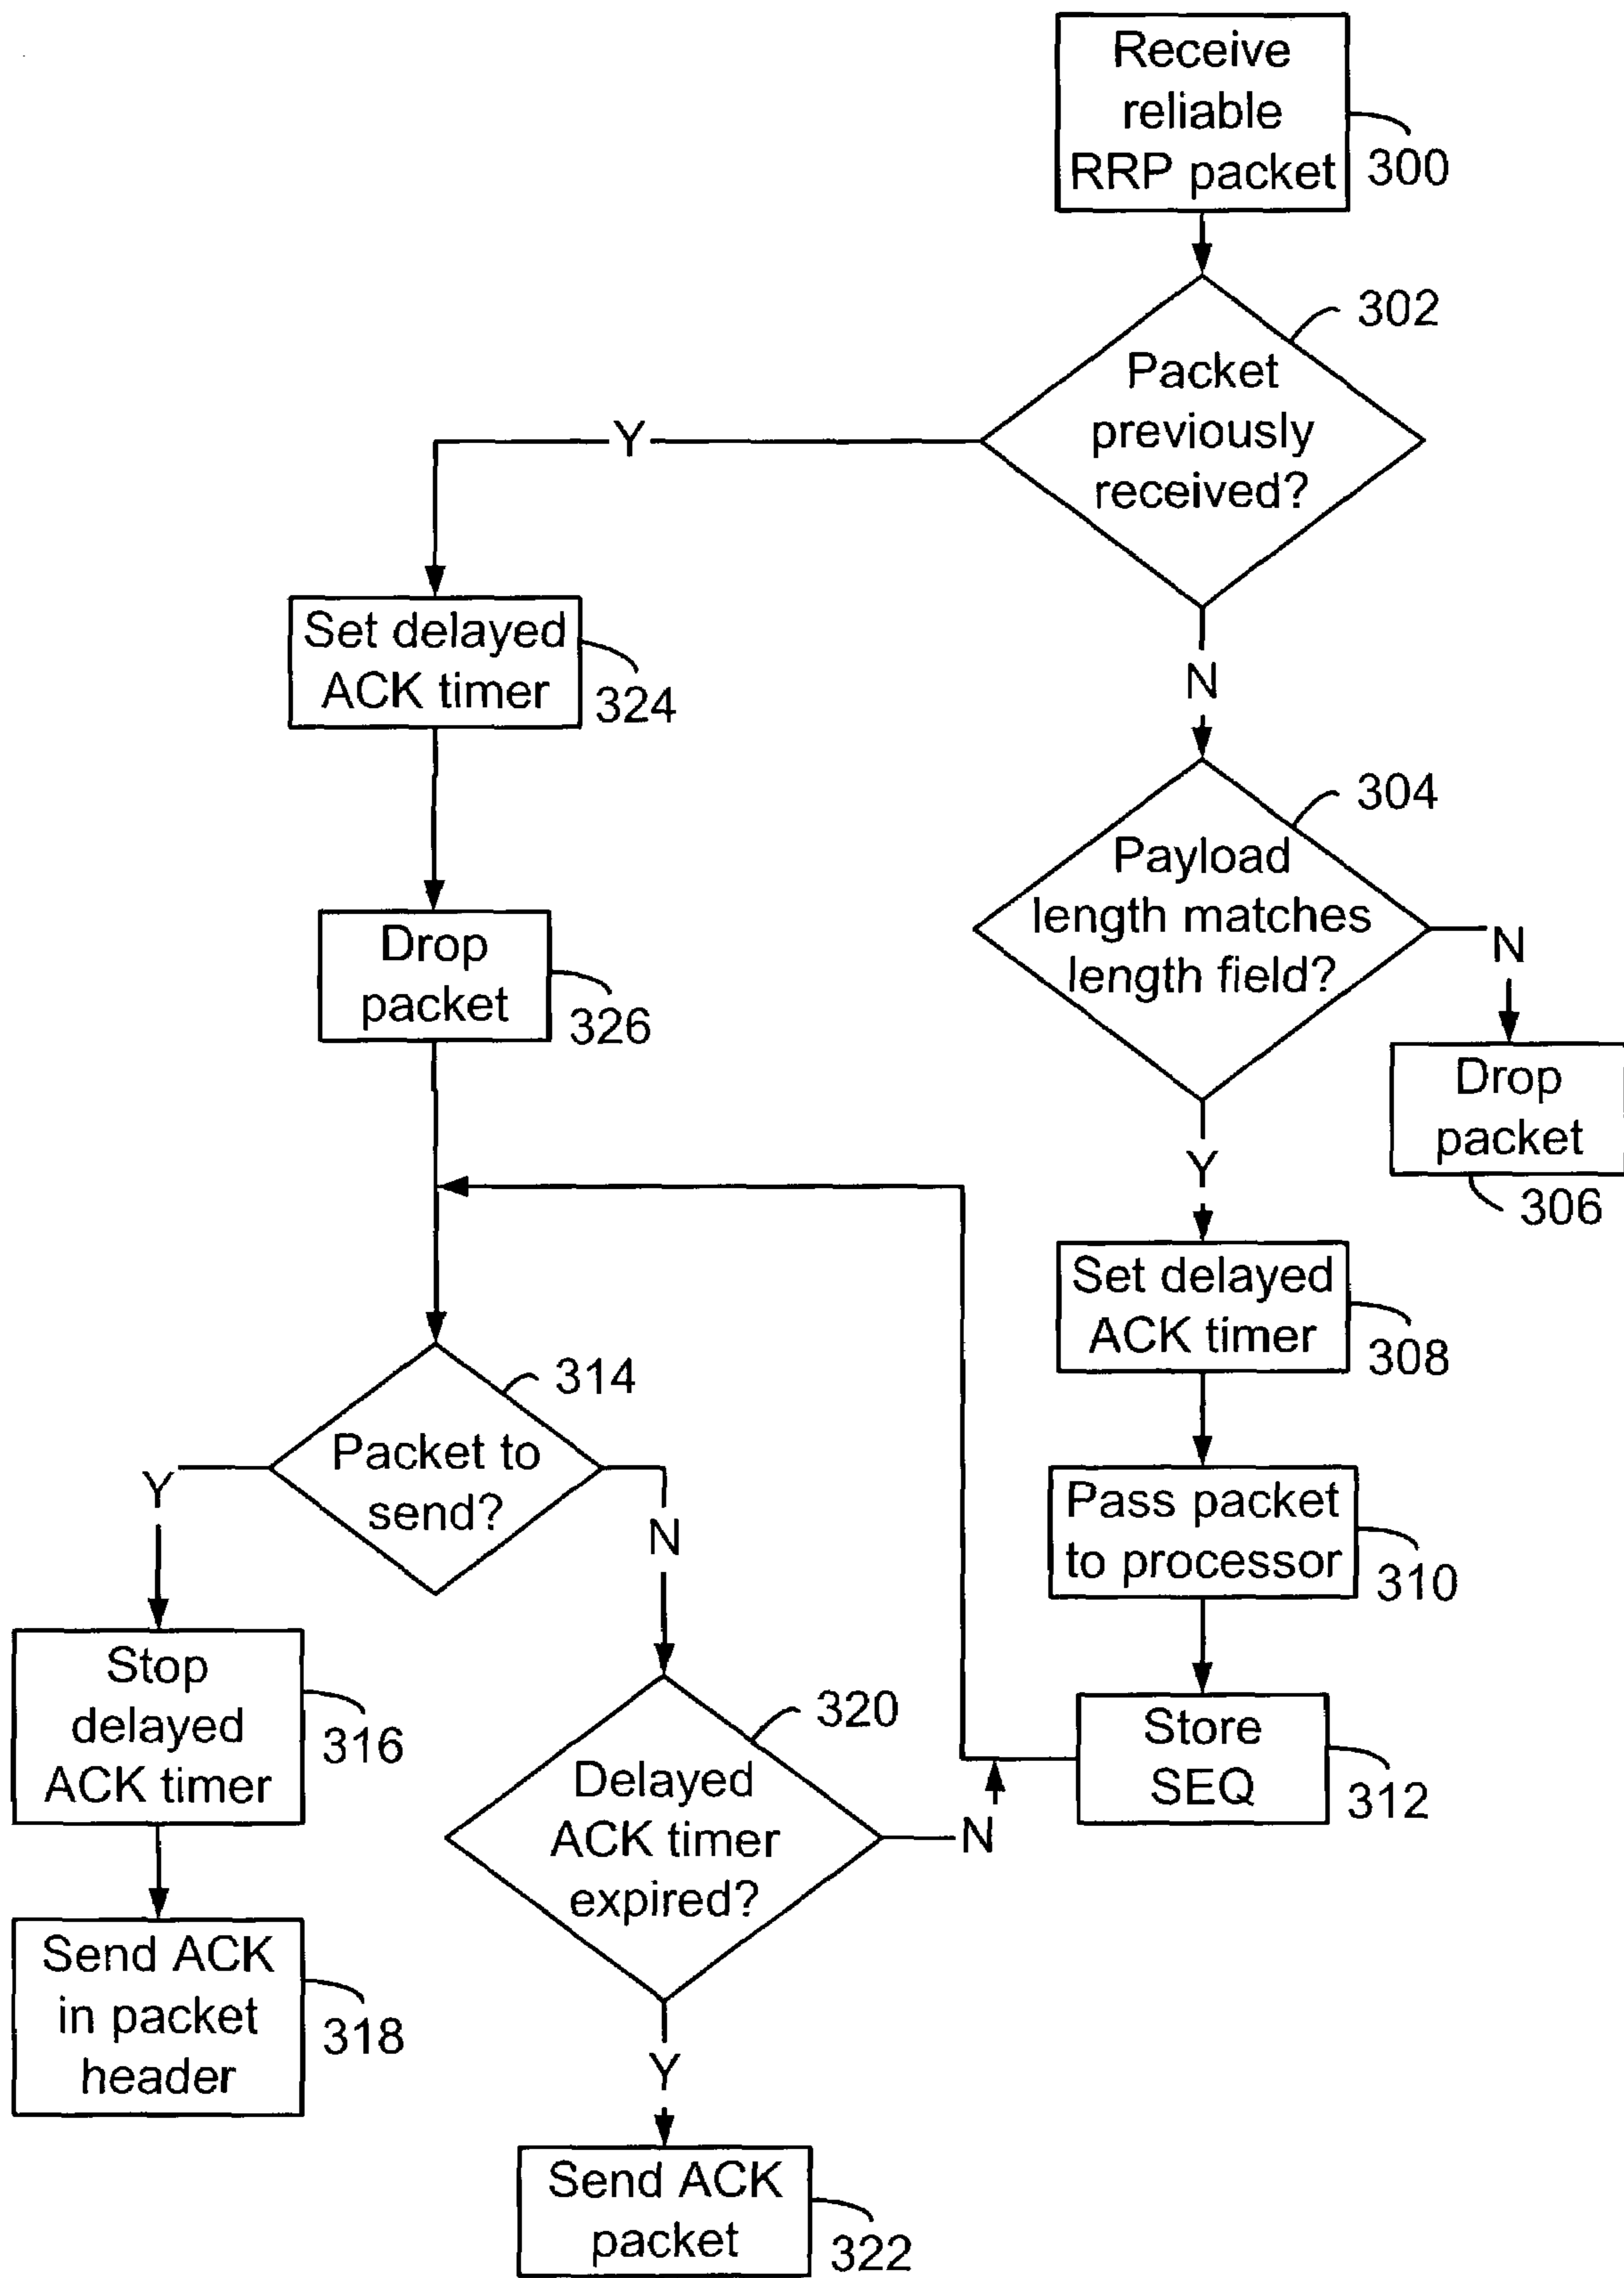 Receive
reliable
RRP packet
300
302
Packet
previously
received?
Y
N
Set delayed
ACK timer
324
304
Payload
length matches
length field?
N
Drop
packet
326
Drop
packet
306
Y
Set delayed
ACK timer
308
314
Packet to
send?
Y
N
Pass packet
to processor
310
Stop
delayed
ACK timer
316
320
Delayed
ACK timer
expired?
N
Store
SEQ
312
Send ACK
in packet
header
318
Y
Send ACK
packet
322